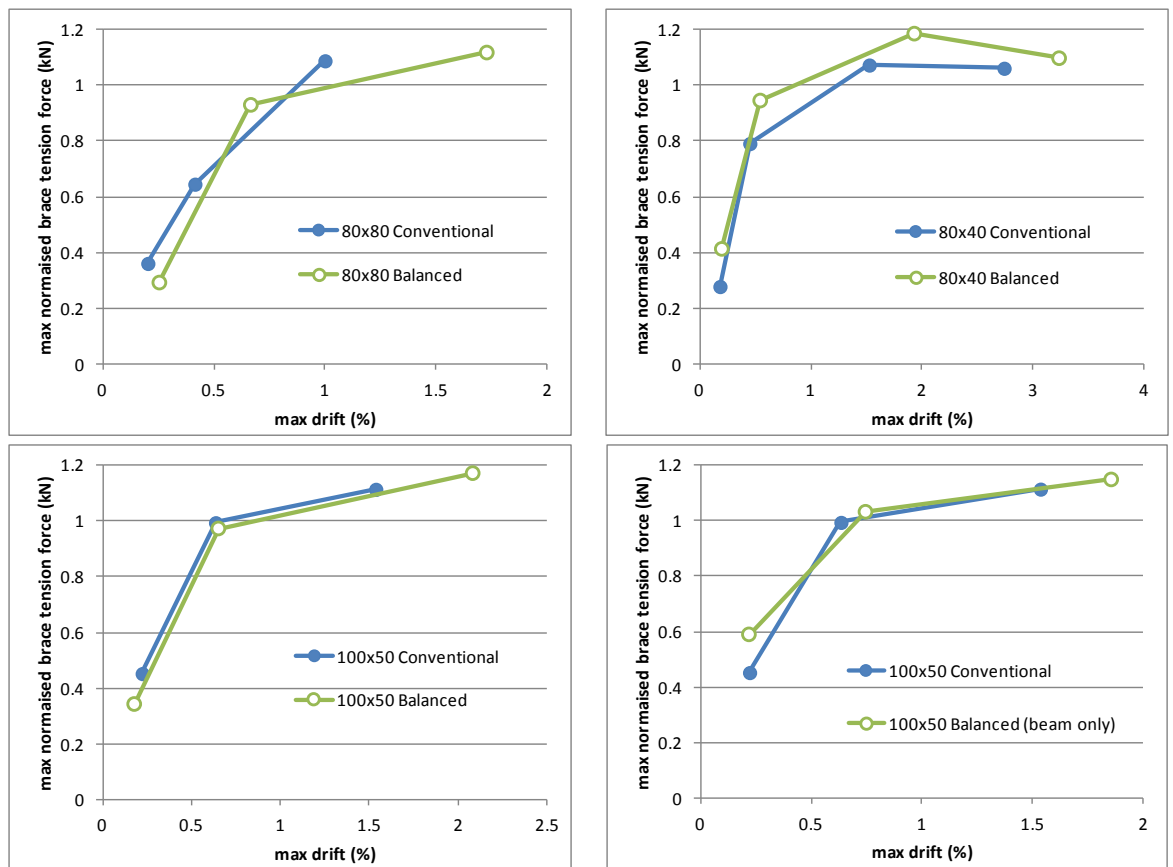 max normaised brace tension force (kN)
1.2
1
0.8
0.6
0.4
0.2
0
80x80 Conventional
80x80 Balanced
0 0.5 1 1.5 2
max drift (%)
max normaised brace tension force (kN)
1.2
1
0.8
0.6
0.4
0.2
0
80x40 Conventional
80x40 Balanced
0 1 2 3 4
max drift (%)
max normaised brace tension force (kN)
1.2
1
0.8
0.6
0.4
0.2
0
100x50 Conventional
100x50 Balanced
0 0.5 1 1.5 2 2.5
max drift (%)
max normaised brace tension force (kN)
1.2
1
0.8
0.6
0.4
0.2
0
100x50 Conventional
100x50 Balanced (beam only)
0 0.5 1 1.5 2
max drift (%)